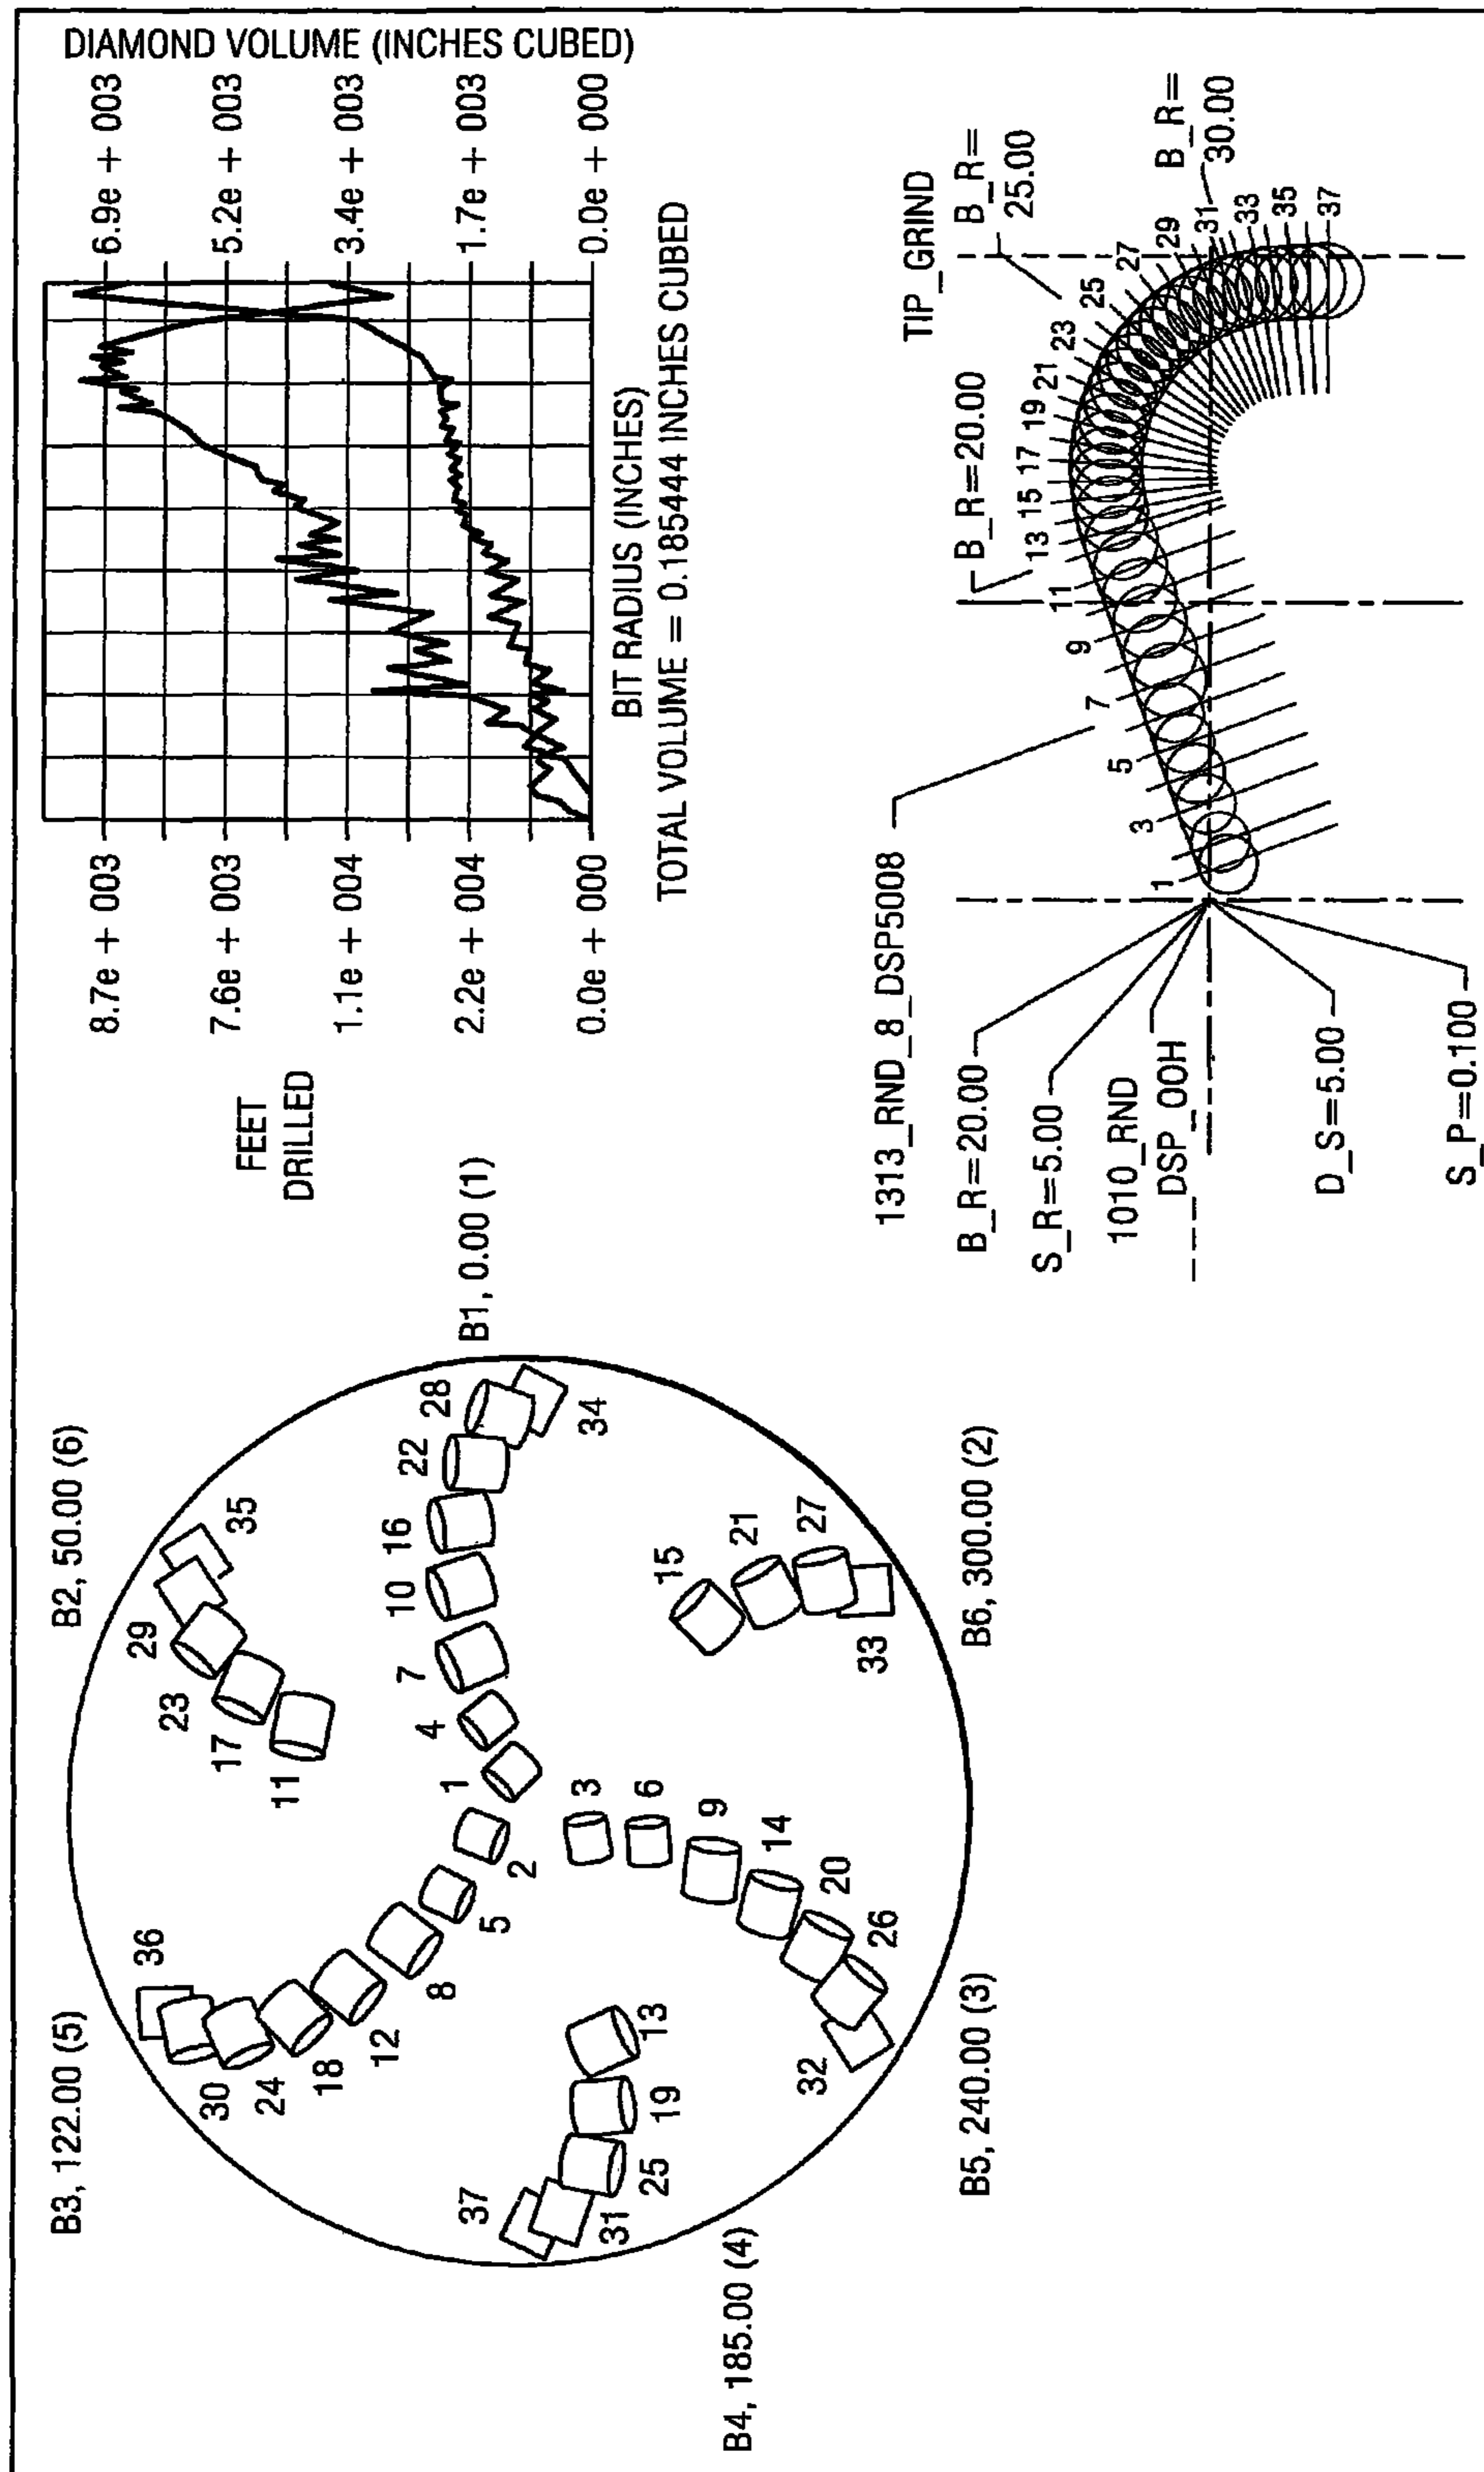 B3, 122.00 (5)
B2, 50.00 (6)
B1, 0.00 (1)
B4, 185.00 (4)
B5, 240.00 (3)
B6, 300.00 (2)
36
30
24
18
12
8
5
2
29
23
17
11
35
1
4
7
10
16
22
28
34
37
31
25
19
13
3
6
9
14
20
26
32
15
21
27
33
DIAMOND VOLUME (INCHES CUBED)
FEET
DRILLED
8.7e + 003
7.6e + 003
1.1e + 004
2.2e + 004
0.0e + 000
6.9e + 003
5.2e + 003
3.4e + 003
1.7e + 003
0.0e + 000
BIT RADIUS (INCHES)
TOTAL VOLUME = 0.185444 INCHES CUBED
1313_RND_8_DSP5008
B_R=20.00
S_R=5.00
1010_RND
DSP_OOH
D_S=5.00
S_P=0.100
B_R=20.00
TIP_GRIND
B_R=
25.00
B_R=
30.00
1
3
5
7
9
11
13
15
17
19
21
23
25
27
29
31
33
35
37